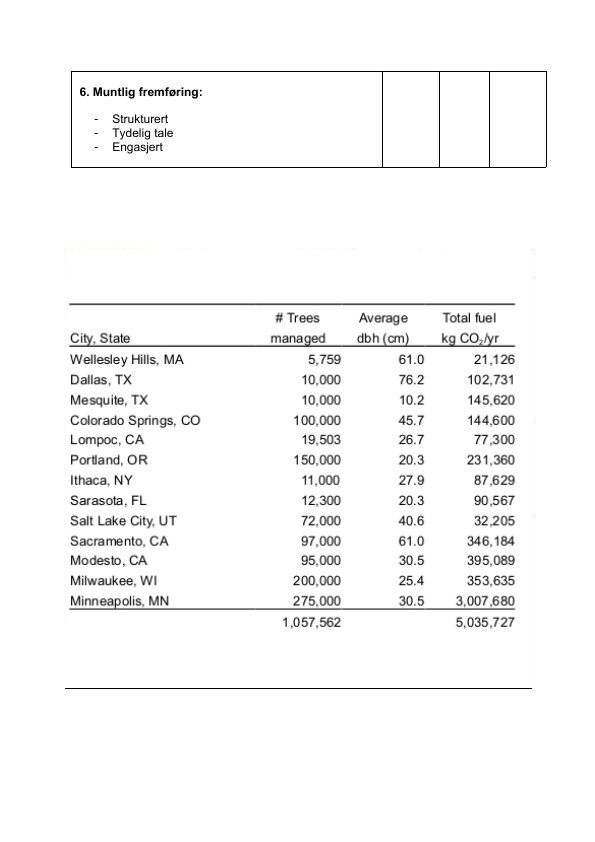 6. Muntlig fremføring:
- Strukturert
- Tydelig tale
- Engasjert
# Trees Average Total fuel
City, State managed dbh (cm) kg CO₂/yr
Wellesley Hills, MA 5,759 61.0 21,126
Dallas, TX 10,000 76.2 102,731
Mesquite, TX 10,000 10.2 145,620
Colorado Springs, CO 100,000 45.7 144,600
Lompoc, CA 19,503 26.7 77,300
Portland, OR 150,000 20.3 231,360
Ithaca, NY 11,000 27.9 87,629
Sarasota, FL 12,300 20.3 90,567
Salt Lake City, UT 72,000 40.6 32,205
Sacramento, CA 97,000 61.0 346,184
Modesto, CA 95,000 30.5 395,089
Milwaukee, WI 200,000 25.4 353,635
Minneapolis, MN 275,000 30.5 3,007,680
1,057,562 5,035,727